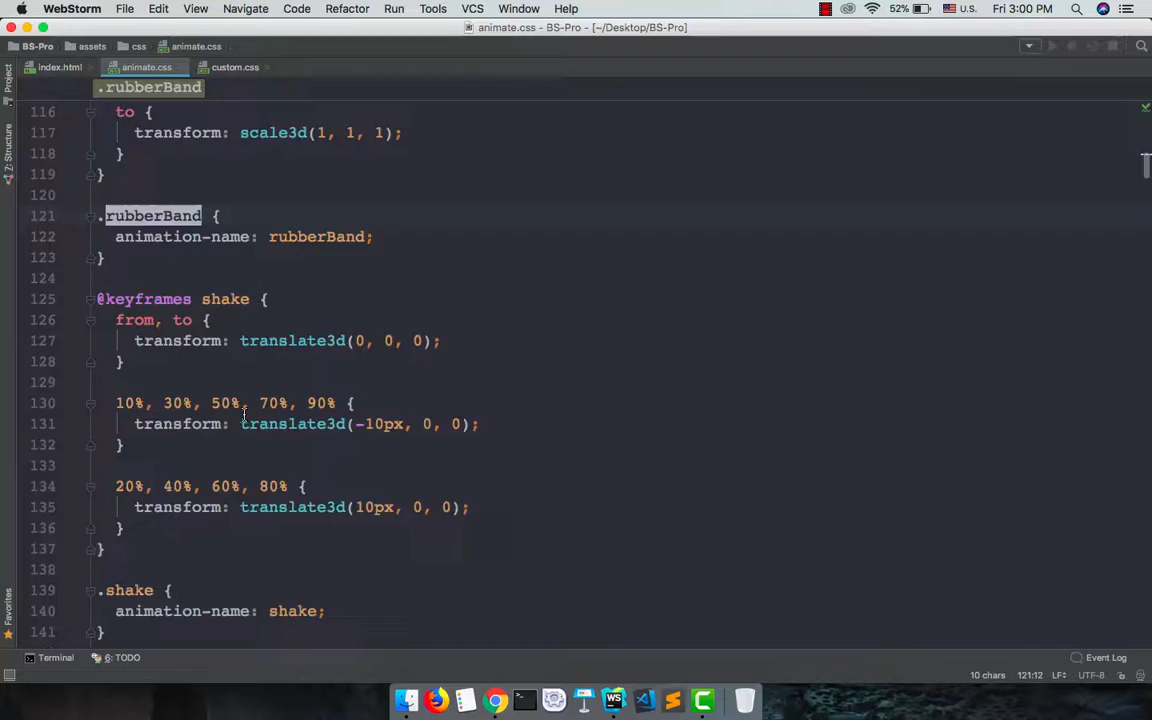 WebStorm File Edit View Navigate Code Refactor Run Tools VCS Window Help 52% U.S. Fri 3:00 PM
animate.css - BS-Pro - [~/Desktop/BS-Pro]
BS-Pro assets css animate.css
index.html animate.css custom.css
Project
.rubberBand
116 to {
117 transform: scale3d(1, 1, 1);
Z: Structure
118 }
119 }
120
121 .rubberBand {
122 animation-name: rubberBand;
123 }
124
125 @keyframes shake {
126 from, to {
127 transform: translate3d(0, 0, 0);
128 }
129
130 10%, 30%, 50%, 70%, 90% {
131 transform: translate3d(-10px, 0, 0);
132 }
133
134 20%, 40%, 60%, 80% {
135 transform: translate3d(10px, 0, 0);
136 }
137 }
138
139 .shake {
140 animation-name: shake;
141 }
Favorites
Terminal 6: TODO Event Log
10 chars 121:12 LF÷ UTF-8
WS